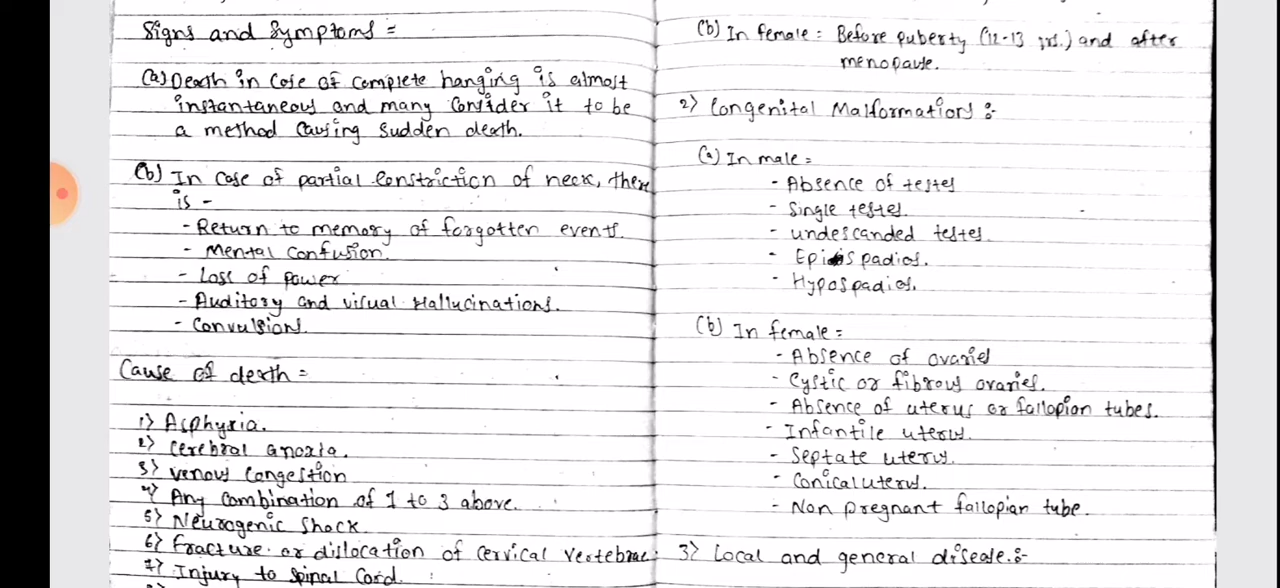 Signs and Symptoms =
(a) Death in Case of Complete hanging is almost
instantaneous and many Consider it to be
a method Causing Sudden death.
(b) In Case of partial Constriction of neck, there
is -
- Return to memory of forgotten events.
- Mental Confusion.
- Loss of power
- Auditory and visual Hallucinations.
- Convulsions.
Cause of death =
1) Asphyxia.
2) Cerebral anoxia.
3) Venous Congestion
4) Any Combination of 1 to 3 above.
5) Neurogenic Shock.
6) Fracture or dislocation of Cervical Vertebrae.
7) Injury to Spinal Cord.
(b) In female = Before puberty (12-13 yrs.) and after
menopause.
2) Congenital Malformations :-
(a) In male =
- Absence of testes
- Single testes.
- undescanded testes.
- Epispadios.
- Hypospadios.
(b) In female =
- Absence of ovaries
- Cystic or fibrous ovaries.
- Absence of uterus or fallopian tubes.
- Infantile uterus.
- Septate uterus.
- Conical uterus.
- Non pregnant fallopian tube.
3) Local and general disease :-